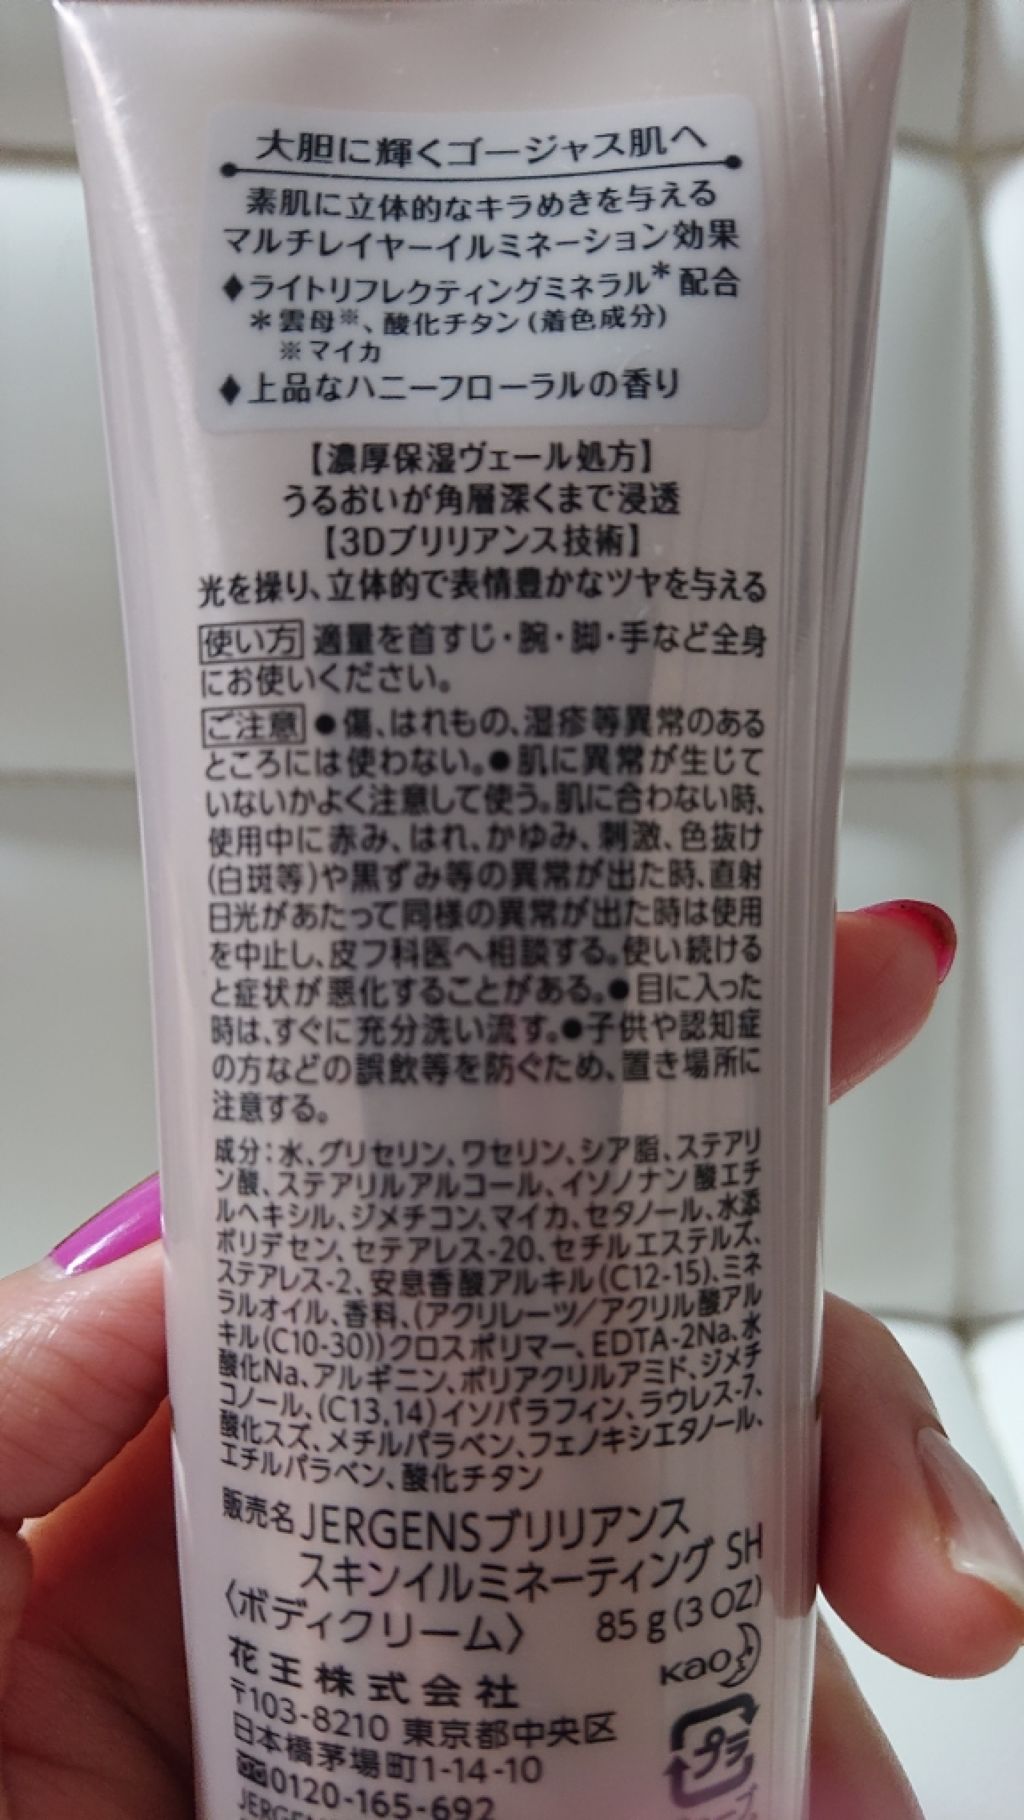 大胆に輝くゴージャス肌へ
素肌に立体的なキラめきを与える
マルチレイヤーイルミネーション効果
♦ライトリフレクティングミネラル*配合
*雲母※、酸化チタン(着色成分)
※マイカ
♦上品なハニーフローラルの香り
【濃厚保湿ヴェール処方】
うるおいが角層深くまで浸透
【3Dブリリアンス技術】
光を操り、立体的で表情豊かなツヤを与える
使い方 適量を首すじ・腕・脚・手など全身
にお使いください。
ご注意 ●傷、はれもの、湿疹等異常のある
ところには使わない。●肌に異常が生じて
いないかよく注意して使う。肌に合わない時、
使用中に赤み、はれ、かゆみ、刺激、色抜け
(白斑等)や黒ずみ等の異常が出た時、直射
日光があたって同様の異常が出た時は使用
を中止し、皮フ科医へ相談する。使い続ける
と症状が悪化することがある。●目に入った
時は、すぐに充分洗い流す。●子供や認知症
の方などの誤飲等を防ぐため、置き場所に
注意する。
成分:水、グリセリン、ワセリン、シア脂、ステアリ
ン酸、ステアリルアルコール、イソノナン酸エチ
ルヘキシル、ジメチコン、マイカ、セタノール、水添
ポリデセン、セテアレス-20、セチルエステルズ、
ステアレス-2、安息香酸アルキル(C12-15)、ミネ
ラルオイル、香料、(アクリレーツ/アクリル酸アル
キル(C10-30))クロスポリマー、EDTA-2Na、水
酸化Na、アルギニン、ポリアクリルアミド、ジメチ
コノール、(C13,14)イソパラフィン、ラウレス-7、
酸化スズ、メチルパラベン、フェノキシエタノール、
エチルパラベン、酸化チタン
販売名 JERGENSブリリアンス
スキンイルミネーティング SH
〈ボディクリーム〉 85g(3 OZ)
花王株式会社 Kao
〒103-8210 東京都中央区
日本橋茅場町1-14-10 プラ
0120-165-692